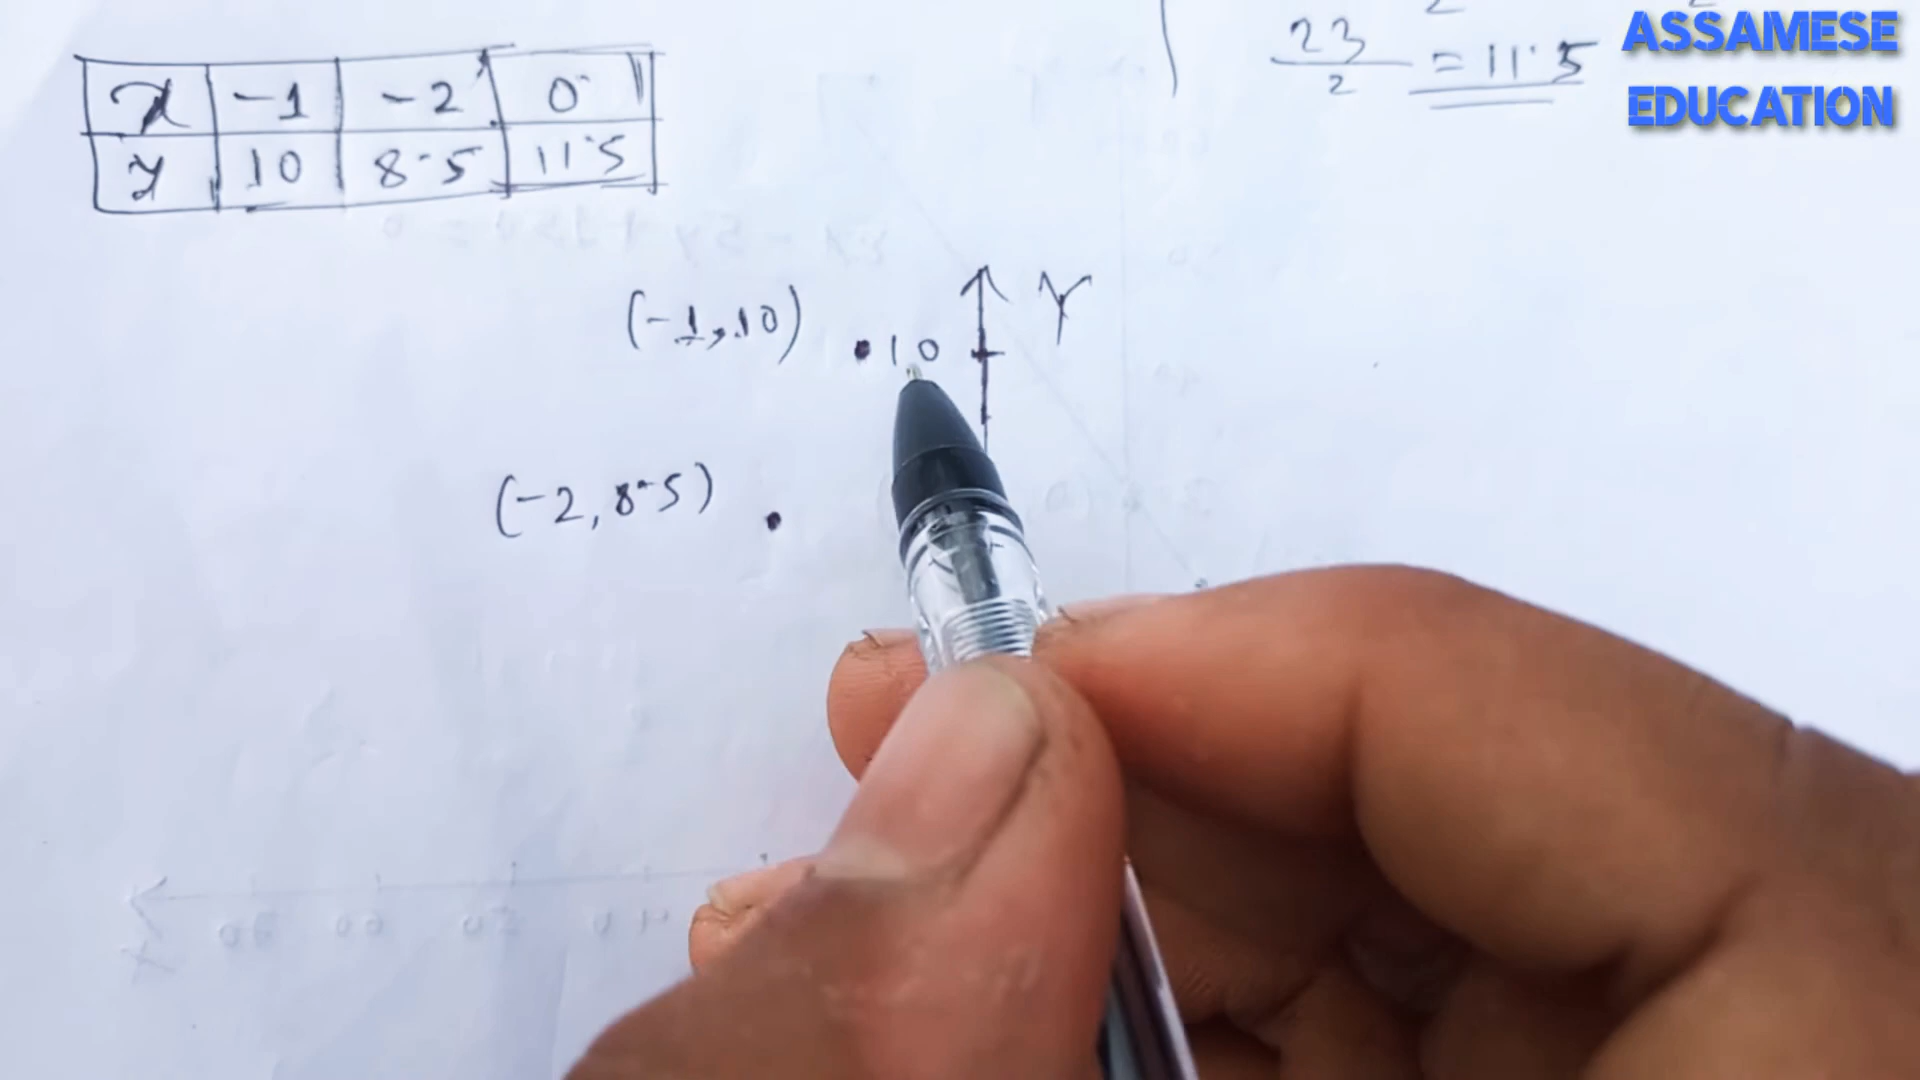 23
2
= 11.5
ASSAMESE
EDUCATION
x -1 -2 0
y 10 8.5 11.5
(-1, 10)
10
Y
(-2, 8.5)